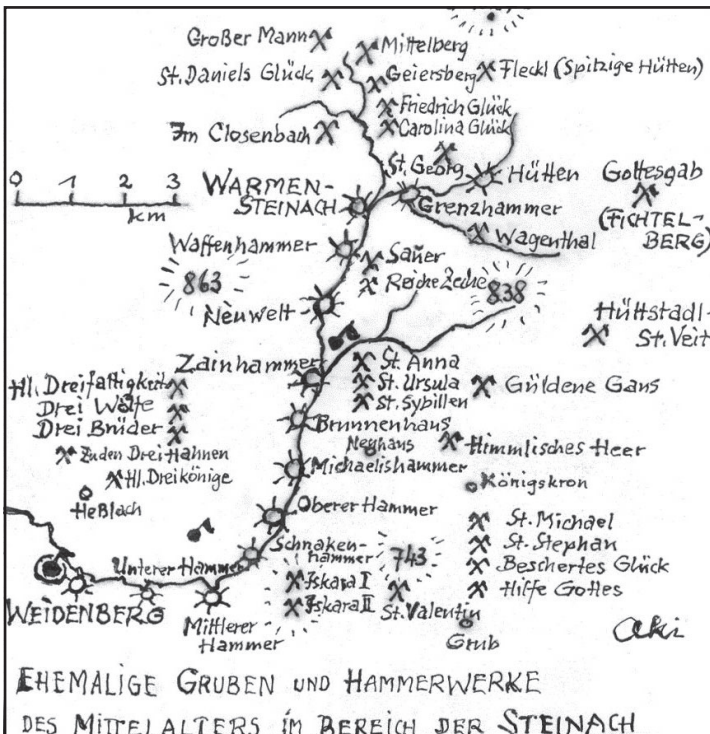 Großer Mann
Mittelberg
St. Daniels Glück
Geiersberg
Fleckl (Spitzige Hütten)
Friedrich Glück
Carolina Glück
Im Closenbach
St. Georg
Hütten
Gottesgab
(FICHTEL-
BERG)
0 1 2 3
km
WARMEN-
STEINACH
Grenzhammer
Wagenthal
Waffenhammer
Sauer
Reiche Zeche
863
838
Neuwelt
Hüttstadl-
St. Veit
Zainhammer
St. Anna
St. Ursula
St. Sybillen
Güldene Gans
Hl. Dreifaltigkeit
Drei Wölfe
Drei Brüder
Zu den Drei Hahnen
Hl. Dreikönige
Heßlach
Brunnenhaus
Neuhaus
Himmlisches Heer
Michaelishammer
Königskron
Oberer Hammer
St. Michael
St. Stephan
Beschertes Glück
Hilfe Gottes
Schnaken-
hammer
743
Unterer Hammer
Iskara I
Iskara II
St. Valentin
WEIDENBERG
Mittlerer
Hammer
Grub
Aki
EHEMALIGE GRUBEN UND HAMMERWERKE
DES MITTELALTERS IM BEREICH DER STEINACH